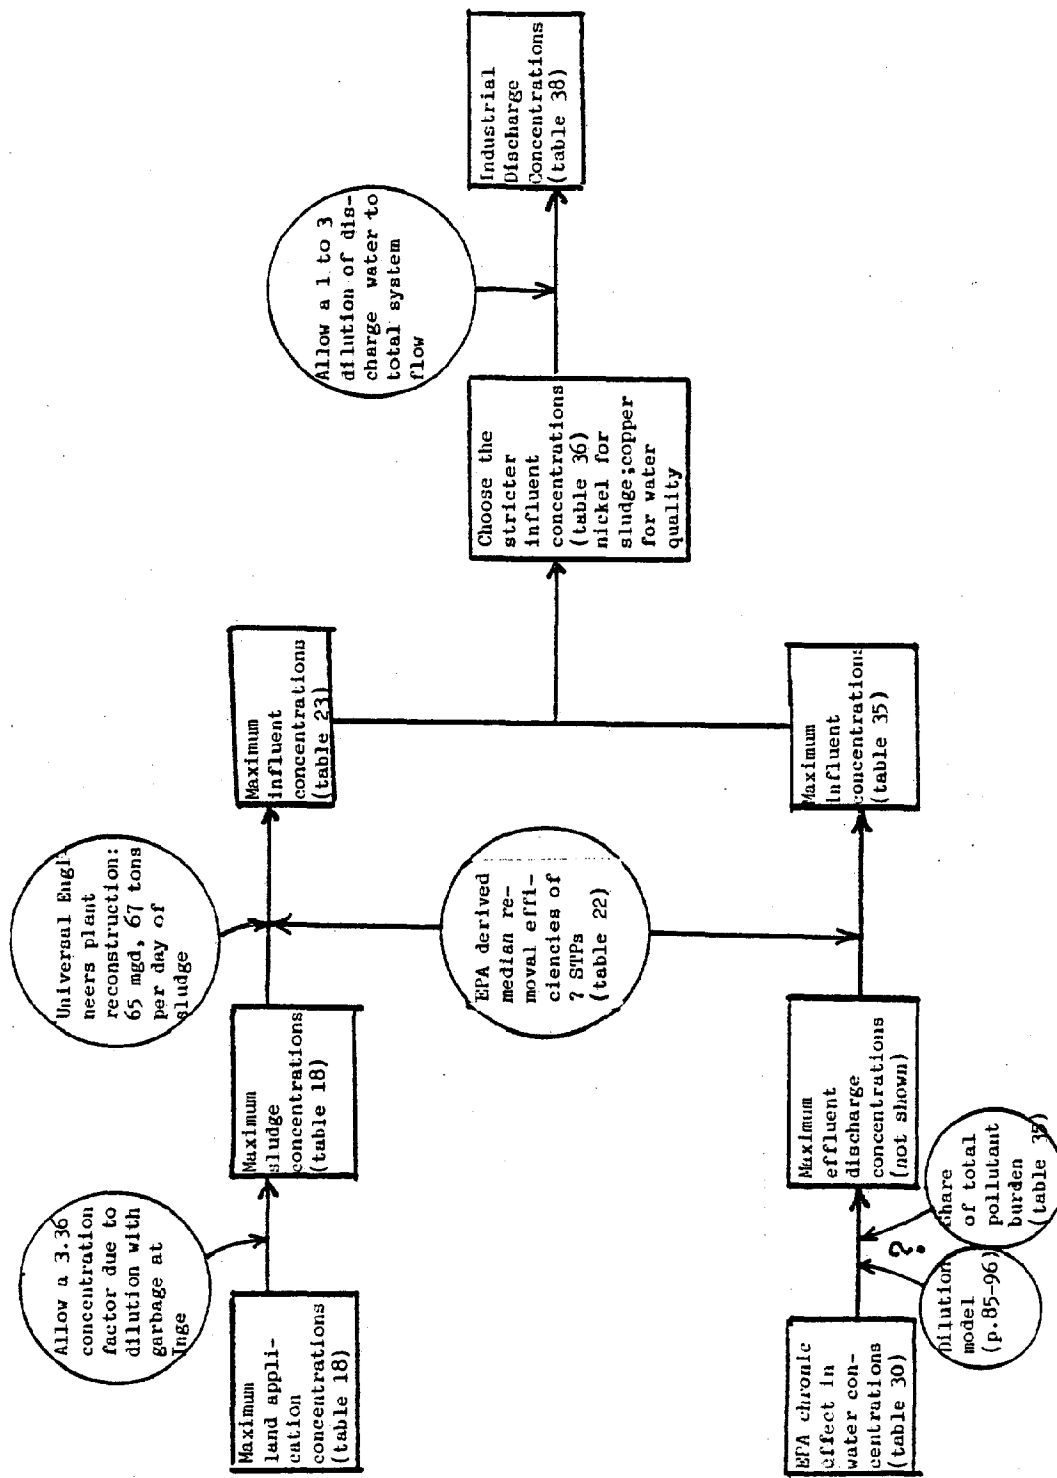 Allow a 3.36
concentration
factor due to
dilution with
garbage at
Inge
Maximum
land appli-
cation
concentrations
(table 18)
Maximum
sludge
concentrations
(table 18)
Universal Engi
neers plant
reconstruction:
65 mgd, 67 tons
per day of
sludge
Maximum
influent
concentrations
(table 23)
EPA derived
median re-
moval effi-
ciencies of
? STPs
(table 22)
EPA chronic
effect in
water con-
centrations
(table 30)
Dilution
model
(p.85-96)
?
Share
of total
pollutant
burden
(table 35)
Maximum
effluent
discharge
concentrations
(not shown)
Maximum
influent
concentrations
(table 35)
Choose the
stricter
influent
concentrations
(table 36)
nickel for
sludge;copper
for water
quality
Allow a 1 to 3
dilution of dis-
charge water to
total system
flow
Industrial
Discharge
Concentrations
(table 38)